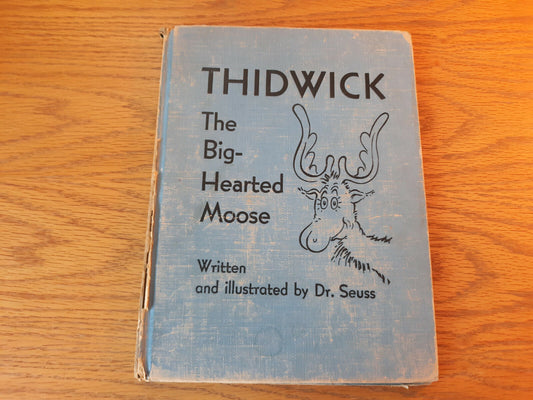 THIDWICK
The
Big-
Hearted
Moose
Written
and illustrated by Dr. Seuss